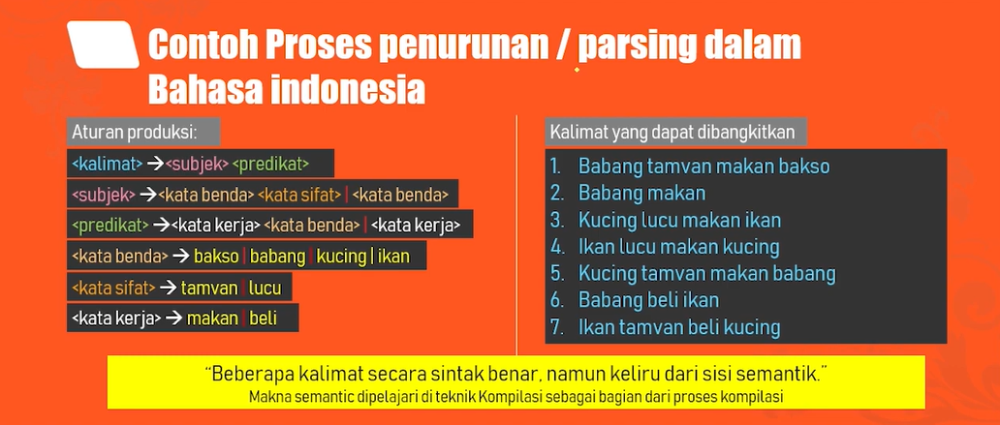 Contoh Proses penurunan / parsing dalam
Bahasa indonesia
Aturan produksi:
<kalimat> → <subjek> <predikat>
<subjek> → <kata benda> <kata sifat> | <kata benda>
<predikat> → <kata kerja> <kata benda> | <kata kerja>
<kata benda> → bakso | babang | kucing | ikan
<kata sifat> → tamvan | lucu
<kata kerja> → makan | beli
Kalimat yang dapat dibangkitkan
1. Babang tamvan makan bakso
2. Babang makan
3. Kucing lucu makan ikan
4. Ikan lucu makan kucing
5. Kucing tamvan makan babang
6. Babang beli ikan
7. Ikan tamvan beli kucing
“Beberapa kalimat secara sintak benar, namun keliru dari sisi semantik.”
Makna semantic dipelajari di teknik Kompilasi sebagai bagian dari proses kompilasi